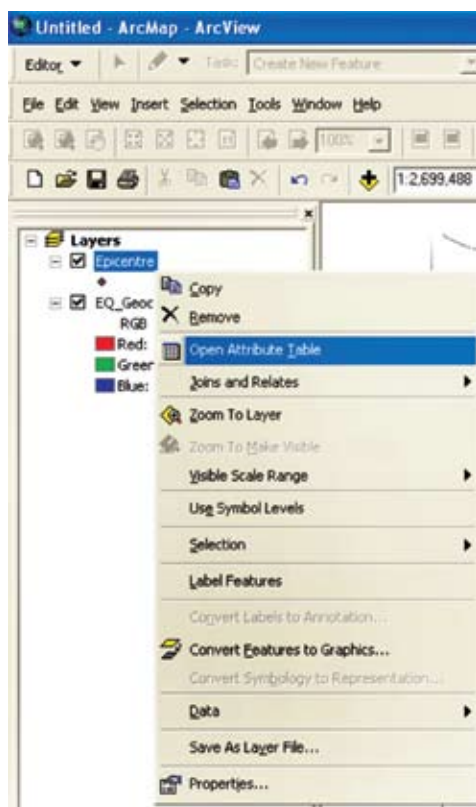 Untitled - ArcMap - ArcView
Editor Task: Create New Feature
File Edit View Insert Selection Tools Window Help
100%
1:2,699,488
Layers
Epicentre
EQ_Geoc
RGB
Red:
Green
Blue:
Copy
Remove
Open Attribute Table
Joins and Relates
Zoom To Layer
Zoom To Make Visible
Visible Scale Range
Use Symbol Levels
Selection
Label Features
Convert Labels to Annotation...
Convert Features to Graphics...
Convert Symbology to Representation...
Data
Save As Layer File...
Properties...